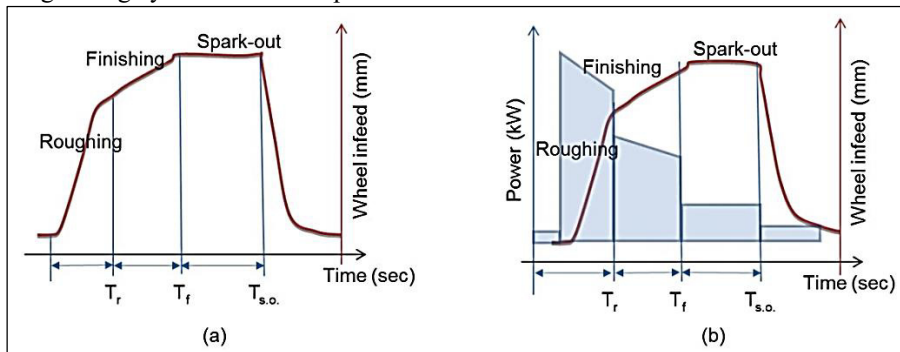 Spark-out
Finishing
Roughing
Wheel infeed (mm)
Time (sec)
Tr
Tf
Ts.o.
(a)
Spark-out
Finishing
Roughing
Power (kW)
Wheel infeed (mm)
Time (sec)
Tr
Tf
Ts.o.
(b)